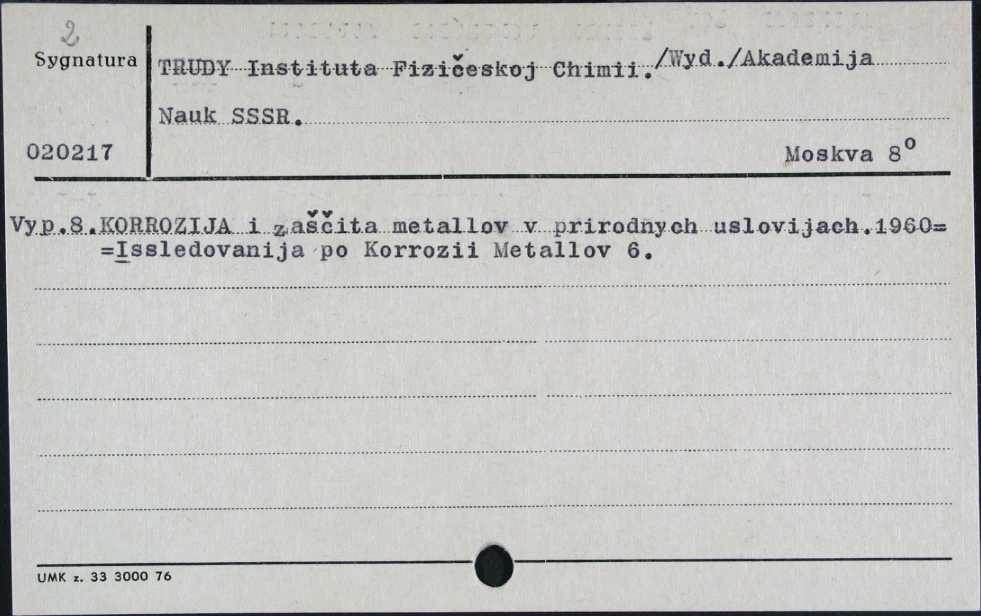 2
Sygnatura
TRUDY Instituta Fizičeskoj Chimii./Wyd./Akademija
Nauk SSSR.
020217
Moskva 8°
Vyp.8.KORROZIJA i zaščita metallov v prirodnych uslovijach.1960=
=Issledovanija po Korrozii Metallov 6.
UMK z. 33 3000 76